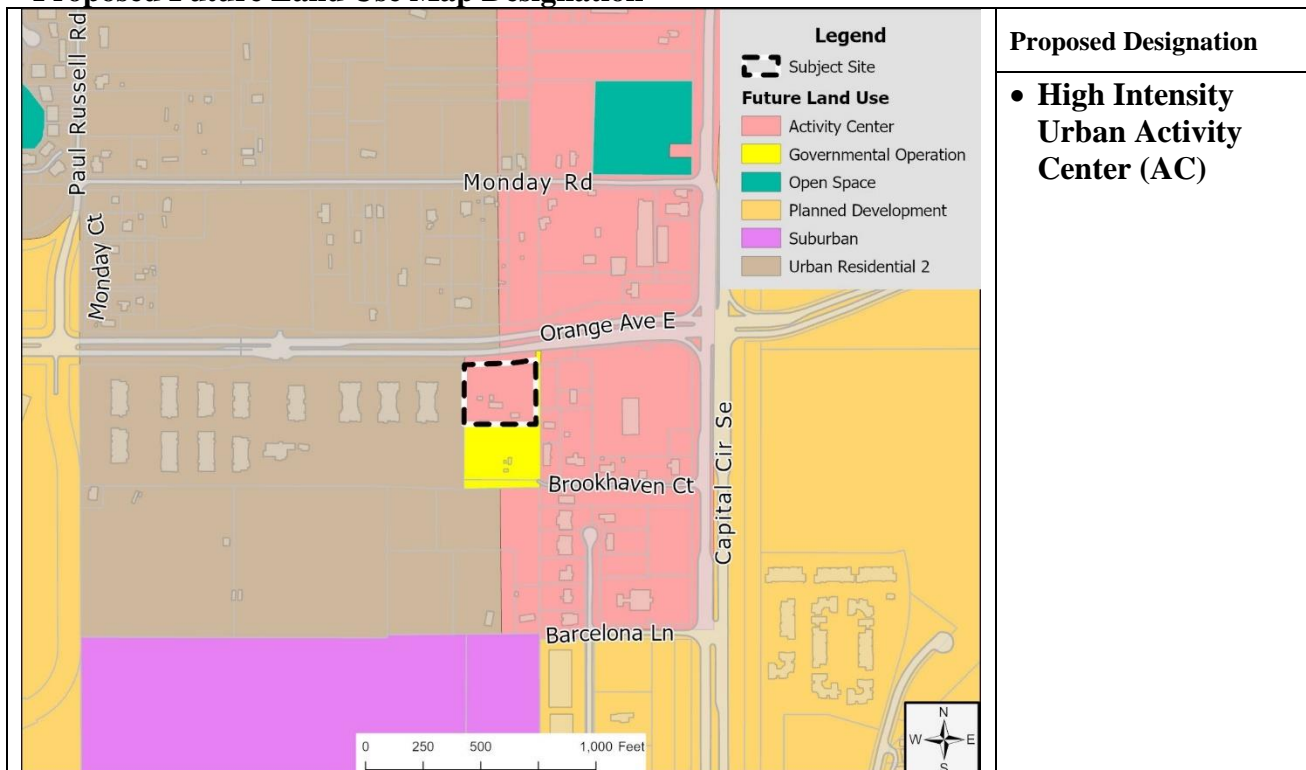 Proposed Future Land Use Map Designation
Legend
Subject Site
Future Land Use
Activity Center
Governmental Operation
Open Space
Planned Development
Suburban
Urban Residential 2
Paul Russell Rd
Monday Ct
Monday Rd
Orange Ave E
Brookhaven Ct
Capital Cir Se
Barcelona Ln
0 250 500 1,000 Feet
N
W E
S
Proposed Designation
• High Intensity
Urban Activity
Center (AC)